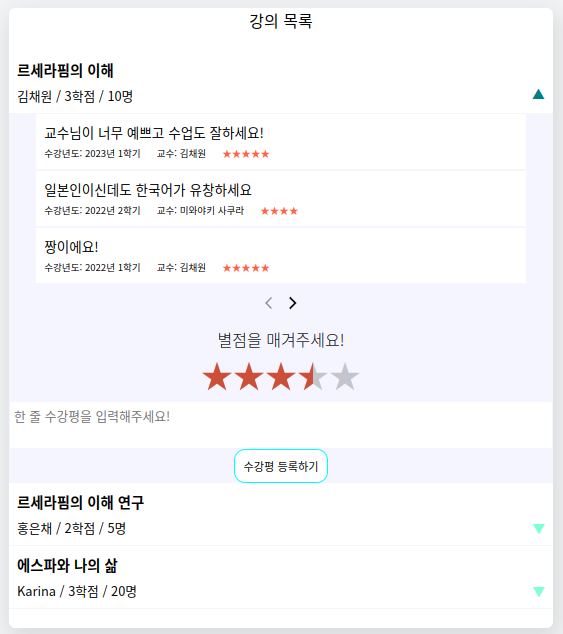 강의 목록
르세라핌의 이해
김채원 / 3학점 / 10명
교수님이 너무 예쁘고 수업도 잘하세요!
수강년도: 2023년 1학기 교수: 김채원 ★★★★★
일본인이신데도 한국어가 유창하세요
수강년도: 2022년 2학기 교수: 미와야키 사쿠라 ★★★★
짱이에요!
수강년도: 2022년 1학기 교수: 김채원 ★★★★★
별점을 매겨주세요!
한 줄 수강평을 입력해주세요!
수강평 등록하기
르세라핌의 이해 연구
홍은채 / 2학점 / 5명
에스파와 나의 삶
Karina / 3학점 / 20명